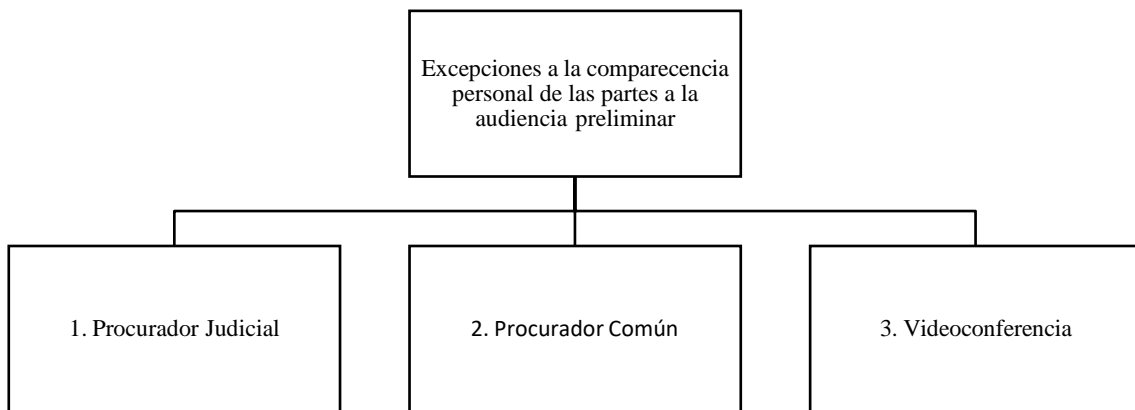 Excepciones a la comparecencia
personal de las partes a la
audiencia preliminar
1. Procurador Judicial
2. Procurador Común
3. Videoconferencia